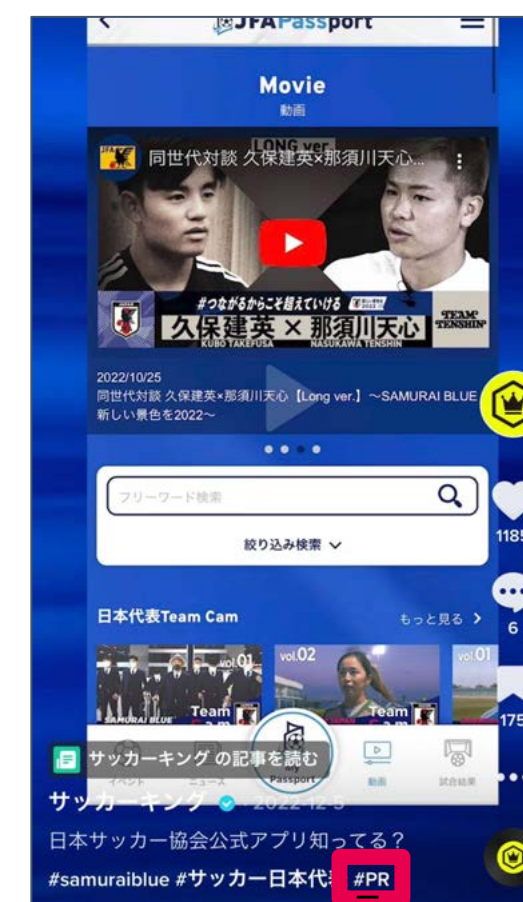 JFAPassport
Movie
動画
LONG ver
同世代対談 久保建英×那須川天心...
#つながるからこそ超えていける
久保建英 × 那須川天心
KUBO TAKEFUSA NASUKAWA TENSHIN
TEAM TENSHIN
2022/10/25
同世代対談 久保建英×那須川天心【Long ver.】～SAMURAI BLUE
新しい景色を2022～
フリーワード検索
絞り込み検索
1185
6
175
日本代表Team Cam
もっと見る
vol.01
vol.02
vol.01
SAMURAI BLUE
Team
Team
サッカーキング の記事を読む
イベント
ニュース
My
Passport
動画
試合結果
サッカーキング · 2022-12-5
日本サッカー協会公式アプリ知ってる？
#samuraiblue #サッカー日本代表 #PR